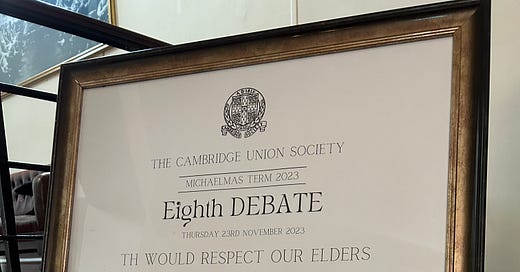 THE CAMBRIDGE UNION SOCIETY
MICHAELMAS TERM 2023
Eighth DEBATE
THURSDAY 23RD NOVEMBER 2023
TH WOULD RESPECT OUR ELDERS